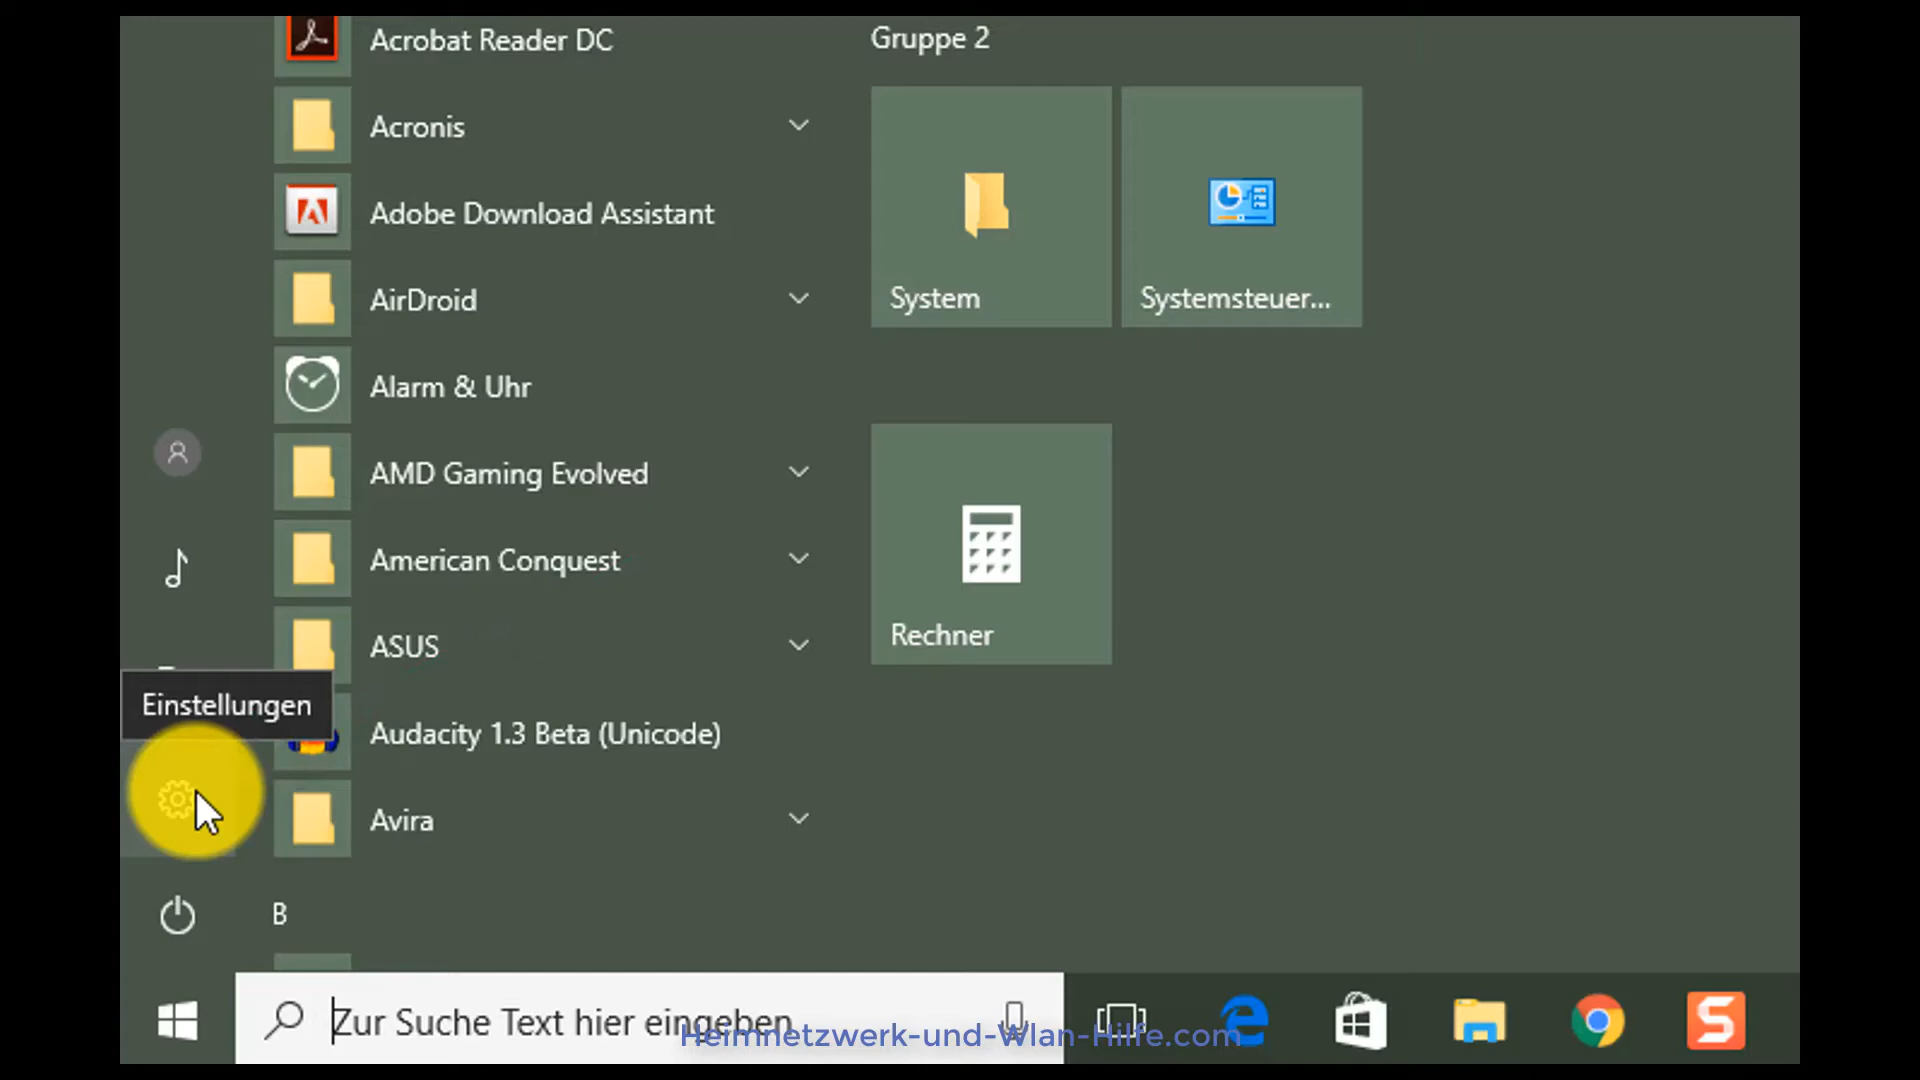 Acrobat Reader DC
Acronis
Adobe Download Assistant
AirDroid
Alarm & Uhr
AMD Gaming Evolved
American Conquest
ASUS
Audacity 1.3 Beta (Unicode)
Avira
B
Einstellungen
Gruppe 2
System
Systemsteuer...
Rechner
Zur Suche Text hier eingeben
Heimnetzwerk-und-Wlan-Hilfe.com